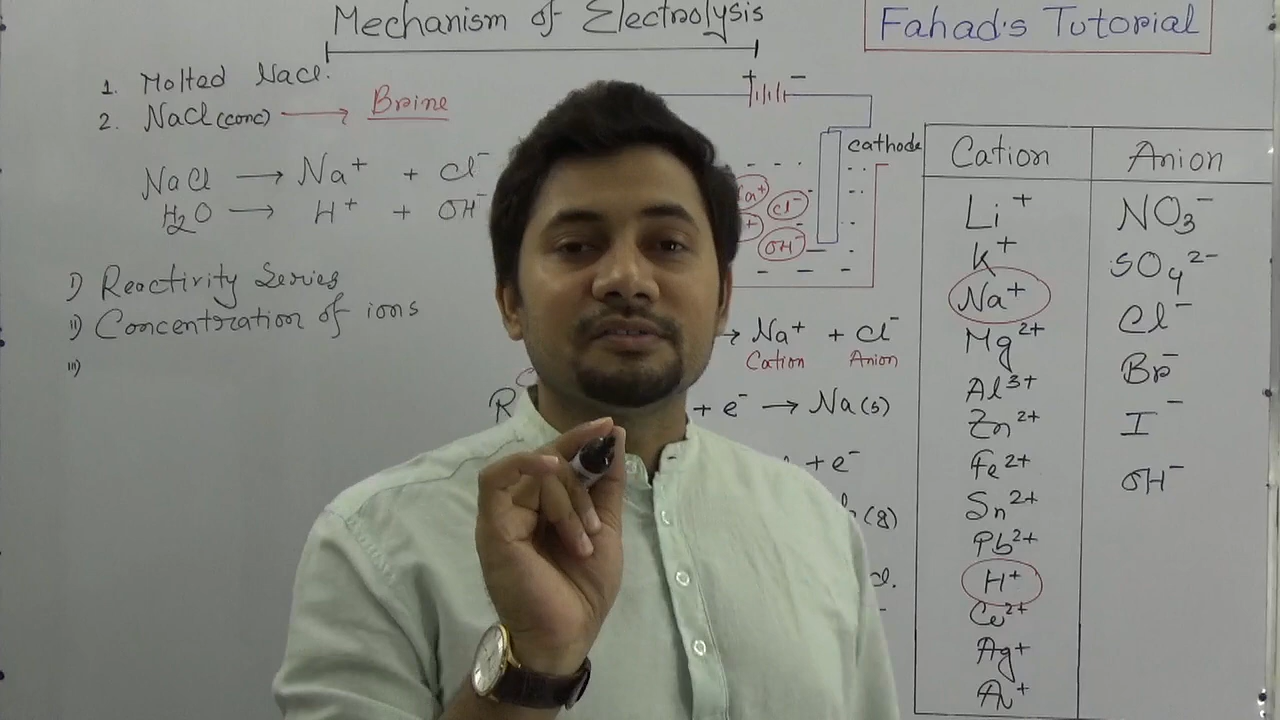 Mechanism of Electrolysis
Fahad's Tutorial
1. Molted NaCl.
2. NaCl (conc) → Brine
NaCl → Na⁺ + Cl⁻
H₂O → H⁺ + OH⁻
I) Reactivity Series
II) Concentration of ions
III)
+ −
cathode
Cl⁻
OH⁻
→ Na⁺ + Cl⁻
Cation Anion
+ e⁻ → Na(s)
+ e⁻
(g)
Cation
Li⁺
K⁺
Na⁺
Mg²⁺
Al³⁺
Zn²⁺
Fe²⁺
Sn²⁺
Pb²⁺
H⁺
Cu²⁺
Ag⁺
Anion
NO₃⁻
SO₄²⁻
Cl⁻
Br⁻
I⁻
OH⁻